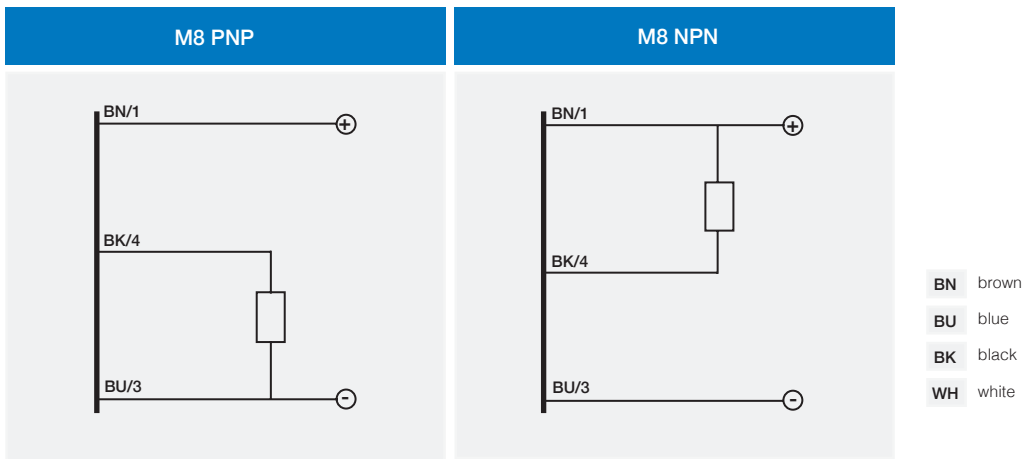 M8 PNP
BN/1
+
BK/4
BU/3
-
M8 NPN
BN/1
+
BK/4
BU/3
-
BN brown
BU blue
BK black
WH white